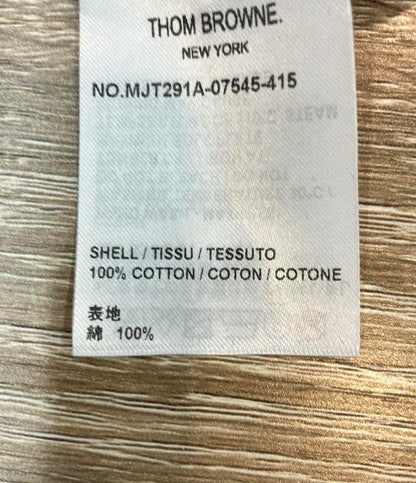 THOM BROWNE.
NEW YORK
NO.MJT291A-07545-415
SHELL / TISSU / TESSUTO
100% COTTON / COTON / COTONE
表地
綿 100%